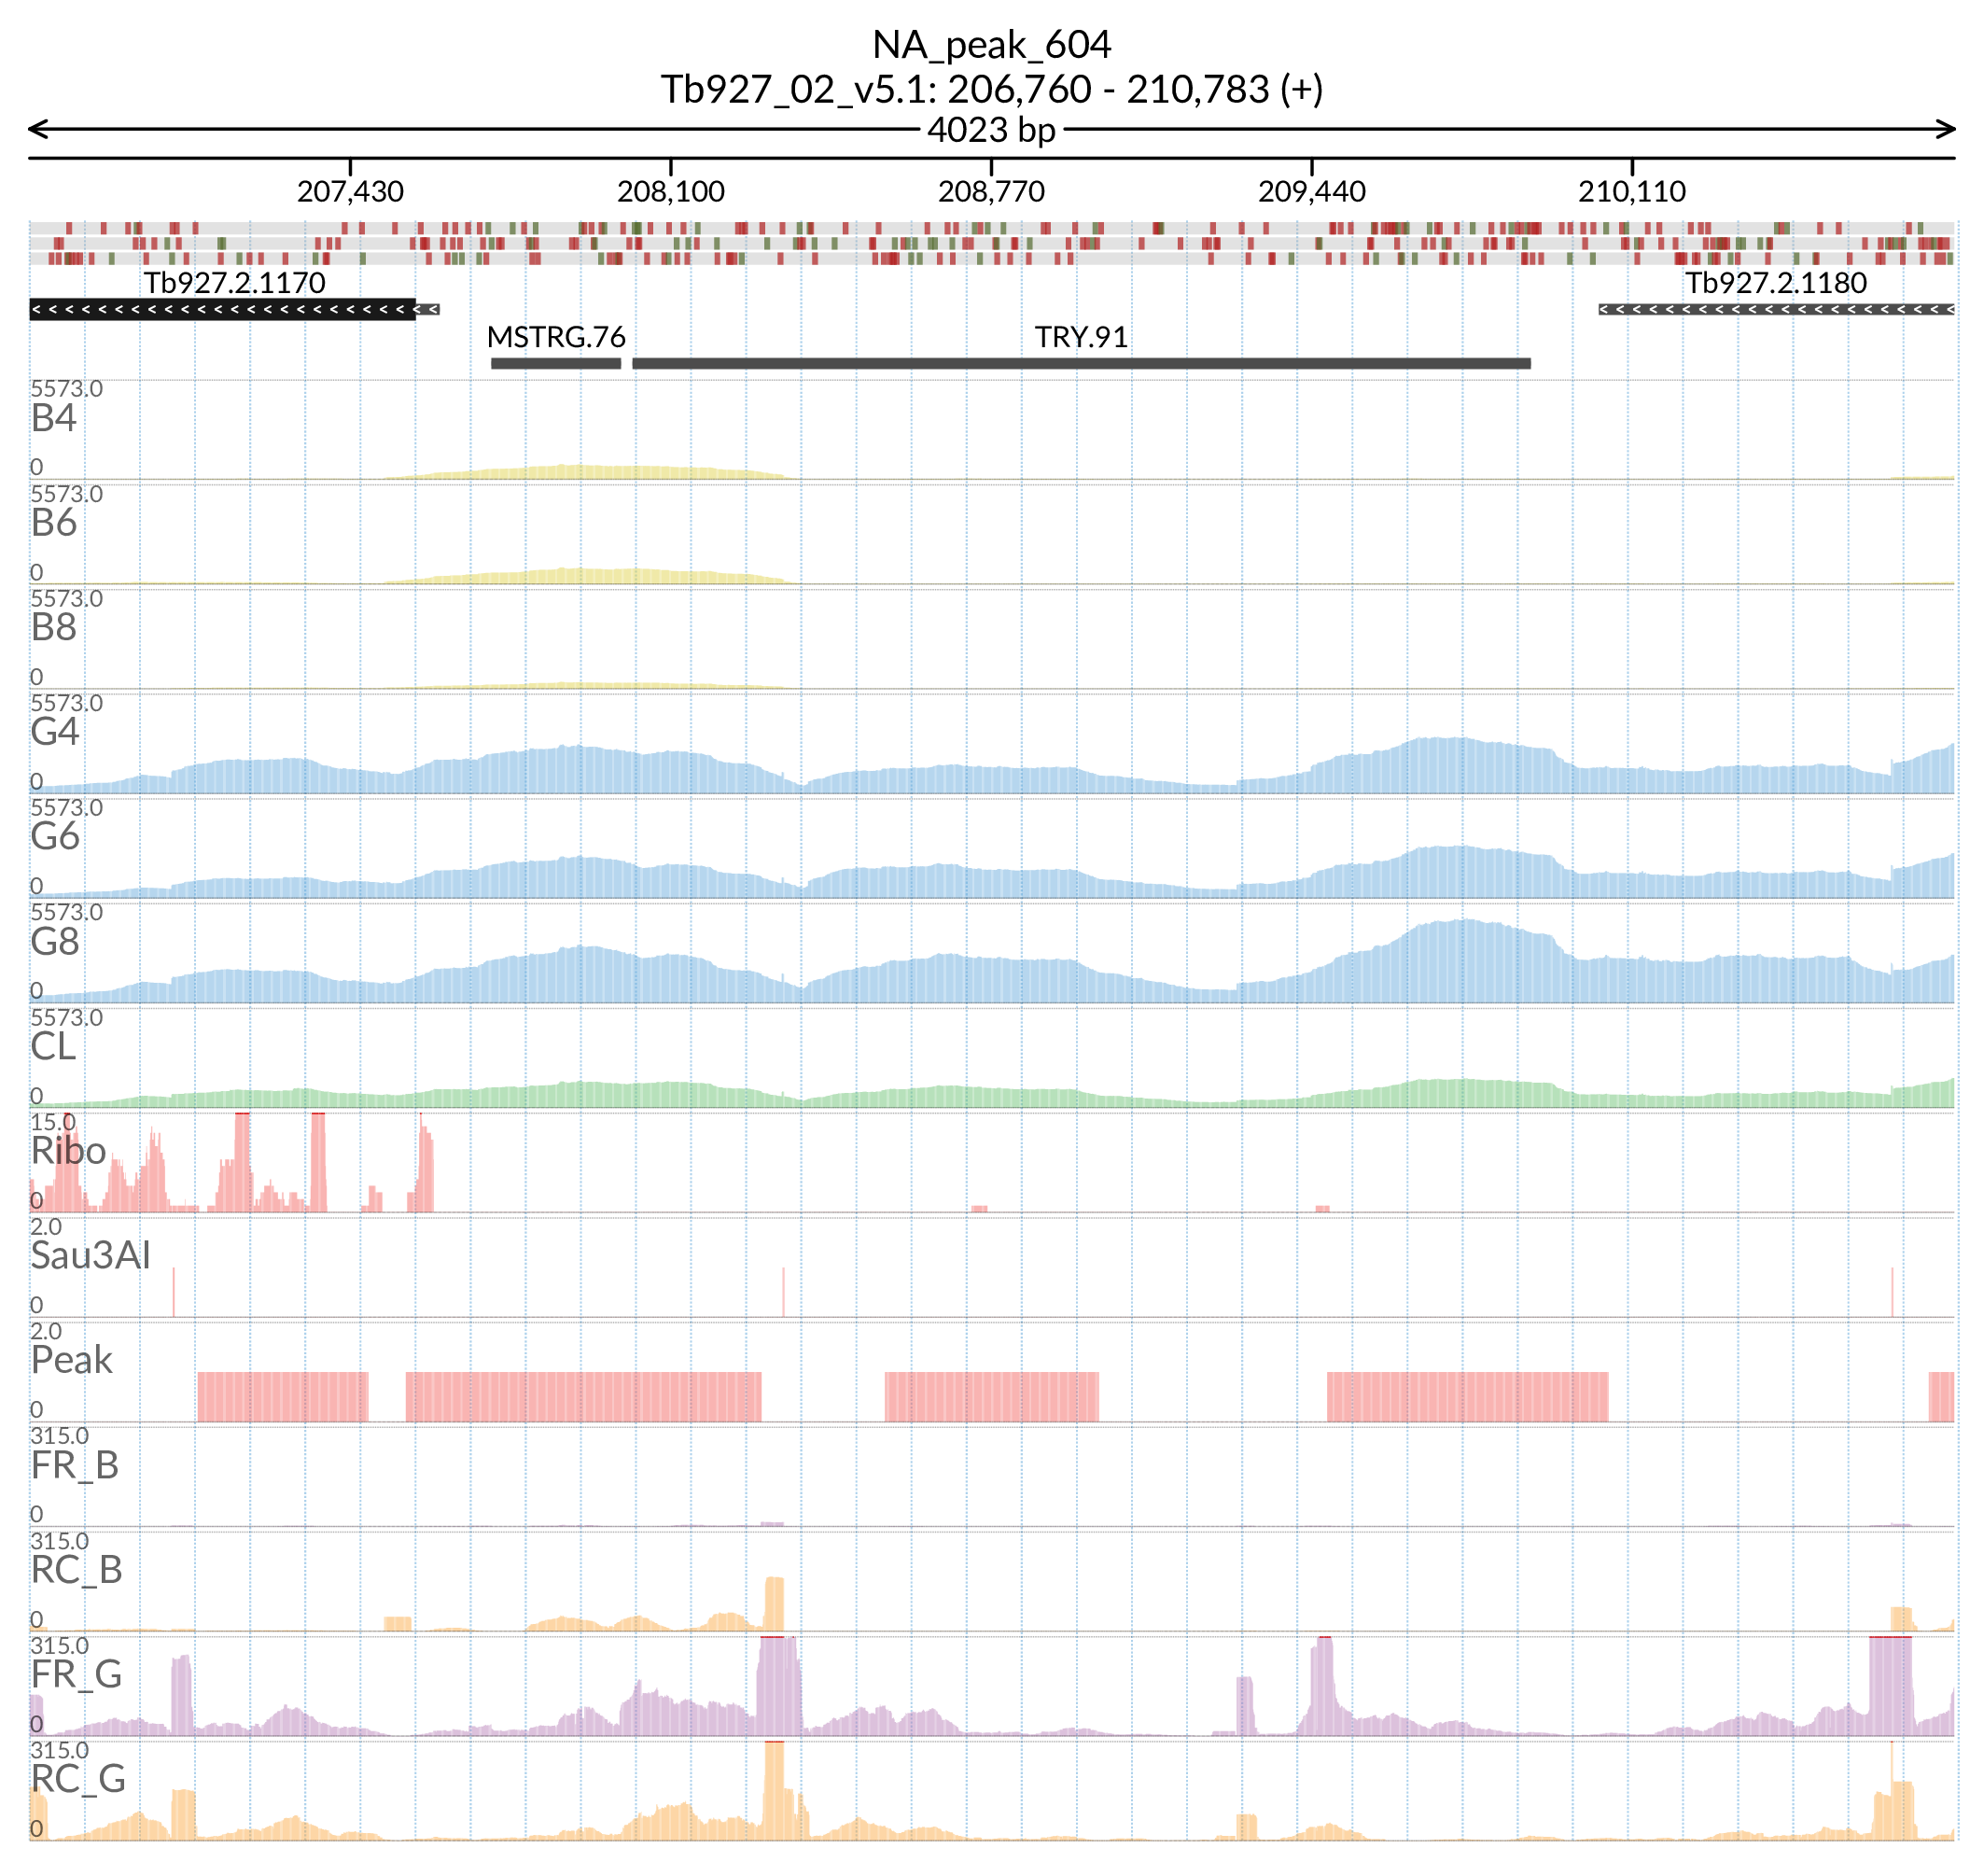 NA_peak_604
Tb927_02_v5.1: 206,760 - 210,783 (+)
4023 bp
207,430 208,100 208,770 209,440 210,110
Tb927.2.1170 Tb927.2.1180
MSTRG.76 TRY.91
5573.0
B4
0
5573.0
B6
0
5573.0
B8
0
5573.0
G4
0
5573.0
G6
0
5573.0
G8
0
5573.0
CL
0
15.0
Ribo
0
2.0
Sau3AI
0
2.0
Peak
0
315.0
FR_B
0
315.0
RC_B
0
315.0
FR_G
0
315.0
RC_G
0